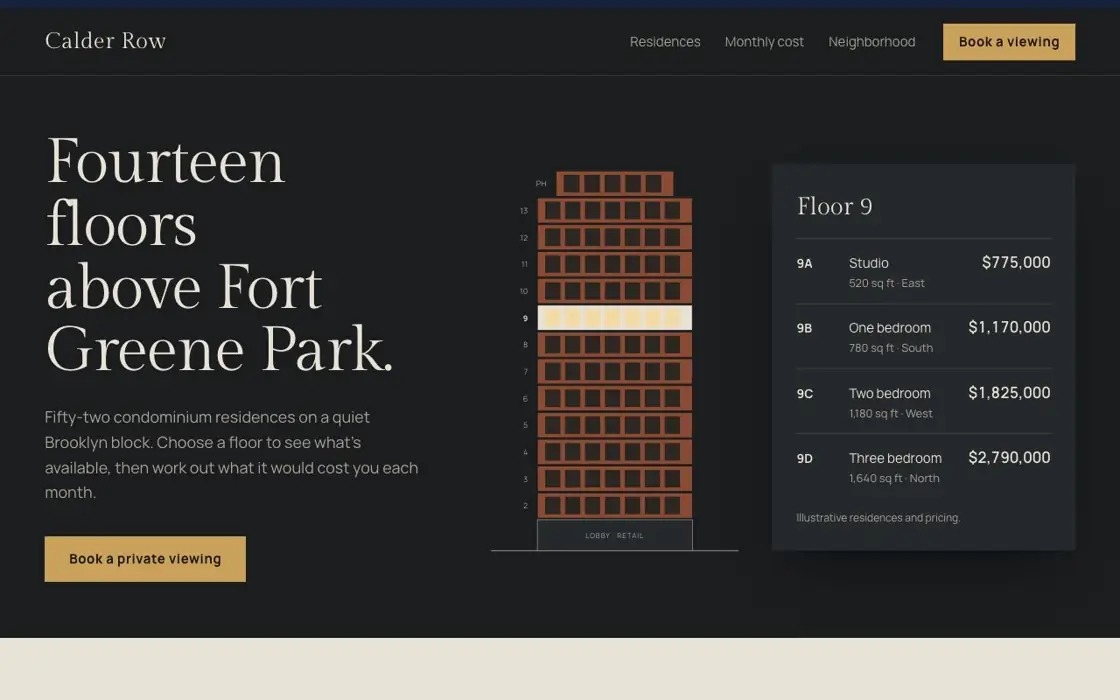 Calder Row
Residences
Monthly cost
Neighborhood
Book a viewing
Fourteen
floors
above Fort
Greene Park.
Fifty-two condominium residences on a quiet
Brooklyn block. Choose a floor to see what's
available, then work out what it would cost you each
month.
Book a private viewing
PH
13
12
11
10
9
8
7
6
5
4
3
2
LOBBY RETAIL
Floor 9
9A Studio $775,000
520 sq ft · East
9B One bedroom $1,170,000
780 sq ft · South
9C Two bedroom $1,825,000
1,180 sq ft · West
9D Three bedroom $2,790,000
1,640 sq ft · North
Illustrative residences and pricing.